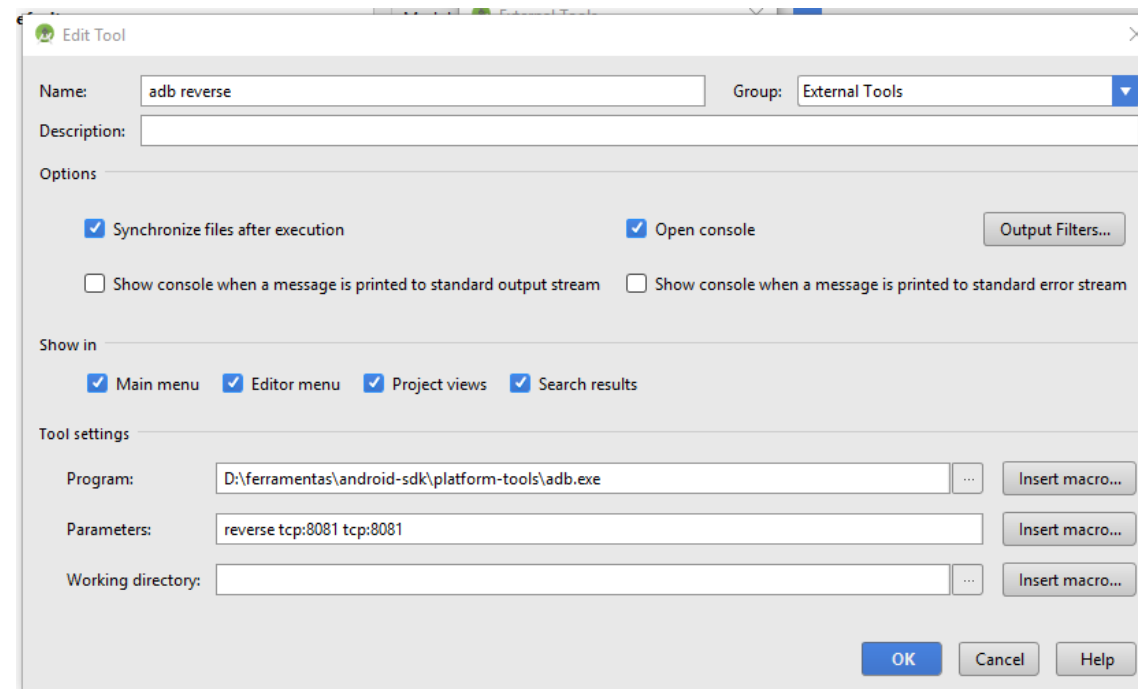 External Tools
Edit Tool
Name: adb reverse Group: External Tools
Description:
Options
Synchronize files after execution Open console Output Filters...
Show console when a message is printed to standard output stream Show console when a message is printed to standard error stream
Show in
Main menu Editor menu Project views Search results
Tool settings
Program: D:\ferramentas\android-sdk\platform-tools\adb.exe ... Insert macro...
Parameters: reverse tcp:8081 tcp:8081 Insert macro...
Working directory: ... Insert macro...
OK Cancel Help